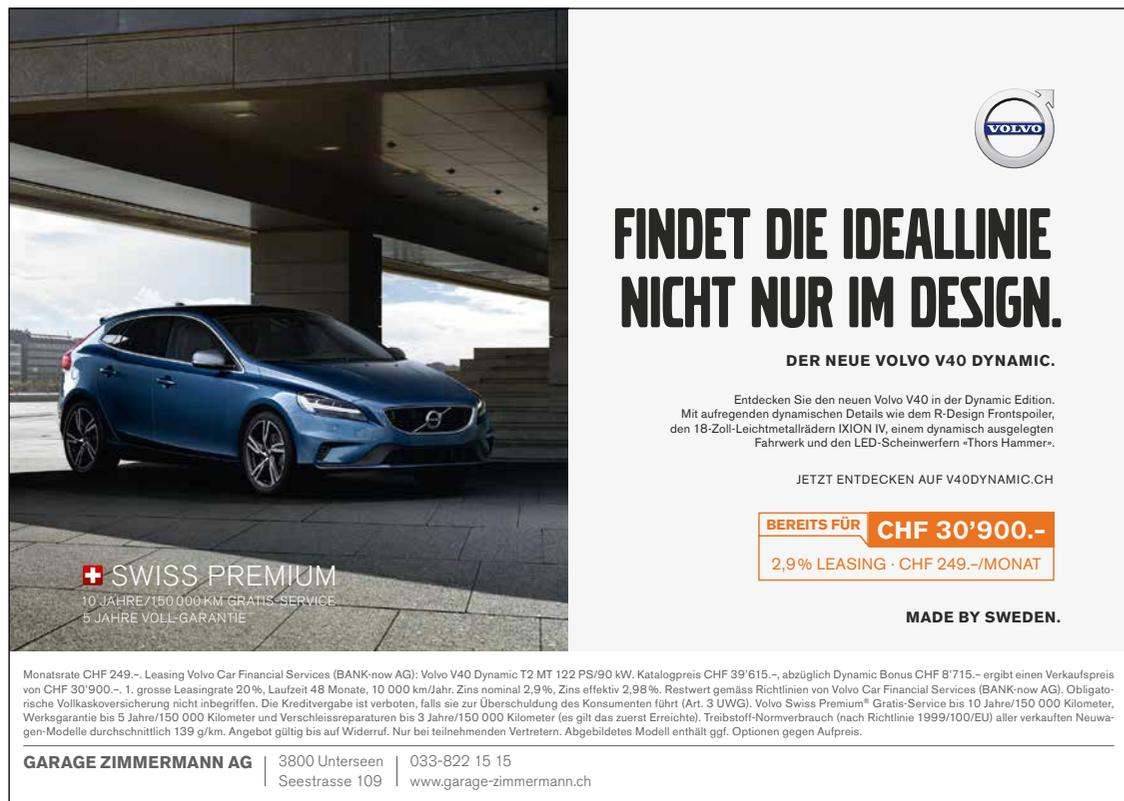 VOLVO
FINDET DIE IDEALLINIE
NICHT NUR IM DESIGN.
DER NEUE VOLVO V40 DYNAMIC.
Entdecken Sie den neuen Volvo V40 in der Dynamic Edition.
Mit aufregenden dynamischen Details wie dem R-Design Frontspoiler,
den 18-Zoll-Leichtmetallrädern IXION IV, einem dynamisch ausgelegten
Fahrwerk und den LED-Scheinwerfern «Thors Hammer».
JETZT ENTDECKEN AUF V40DYNAMIC.CH
BEREITS FÜR CHF 30’900.–
2,9% LEASING · CHF 249.–/MONAT
MADE BY SWEDEN.
SWISS PREMIUM
10 JAHRE/150 000 KM GRATIS-SERVICE
5 JAHRE VOLL-GARANTIE
Monatsrate CHF 249.–. Leasing Volvo Car Financial Services (BANK-now AG): Volvo V40 Dynamic T2 MT 122 PS/90 kW. Katalogpreis CHF 39’615.–, abzüglich Dynamic Bonus CHF 8’715.– ergibt einen Verkaufspreis
von CHF 30’900.–. 1. grosse Leasingrate 20%, Laufzeit 48 Monate, 10 000 km/Jahr. Zins nominal 2,9%, Zins effektiv 2,98%. Restwert gemäss Richtlinien von Volvo Car Financial Services (BANK-now AG). Obligato-
rische Vollkaskoversicherung nicht inbegriffen. Die Kreditvergabe ist verboten, falls sie zur Überschuldung des Konsumenten führt (Art. 3 UWG). Volvo Swiss Premium® Gratis-Service bis 10 Jahre/150 000 Kilometer,
Werksgarantie bis 5 Jahre/150 000 Kilometer und Verschleissreparaturen bis 3 Jahre/150 000 Kilometer (es gilt das zuerst Erreichte). Treibstoff-Normverbrauch (nach Richtlinie 1999/100/EU) aller verkauften Neuwa-
gen-Modelle durchschnittlich 139 g/km. Angebot gültig bis auf Widerruf. Nur bei teilnehmenden Vertretern. Abgebildetes Modell enthält ggf. Optionen gegen Aufpreis.
GARAGE ZIMMERMANN AG
3800 Unterseen
Seestrasse 109
033-822 15 15
www.garage-zimmermann.ch